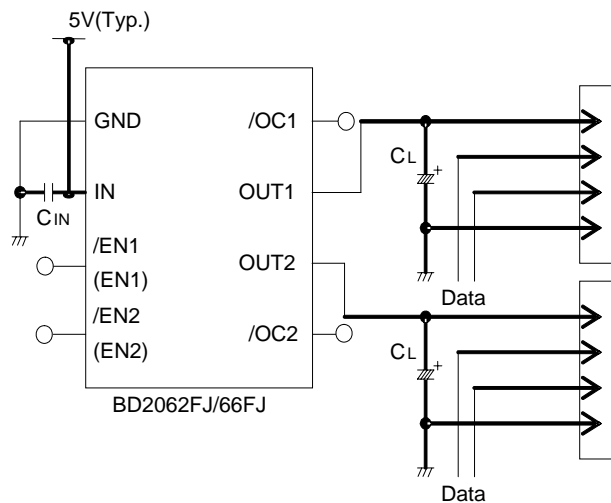 5V(Typ.)
GND
/OC1
IN
OUT1
CIN
/EN1
(EN1)
OUT2
/EN2
(EN2)
/OC2
BD2062FJ/66FJ
CL
+
Data
CL
+
Data